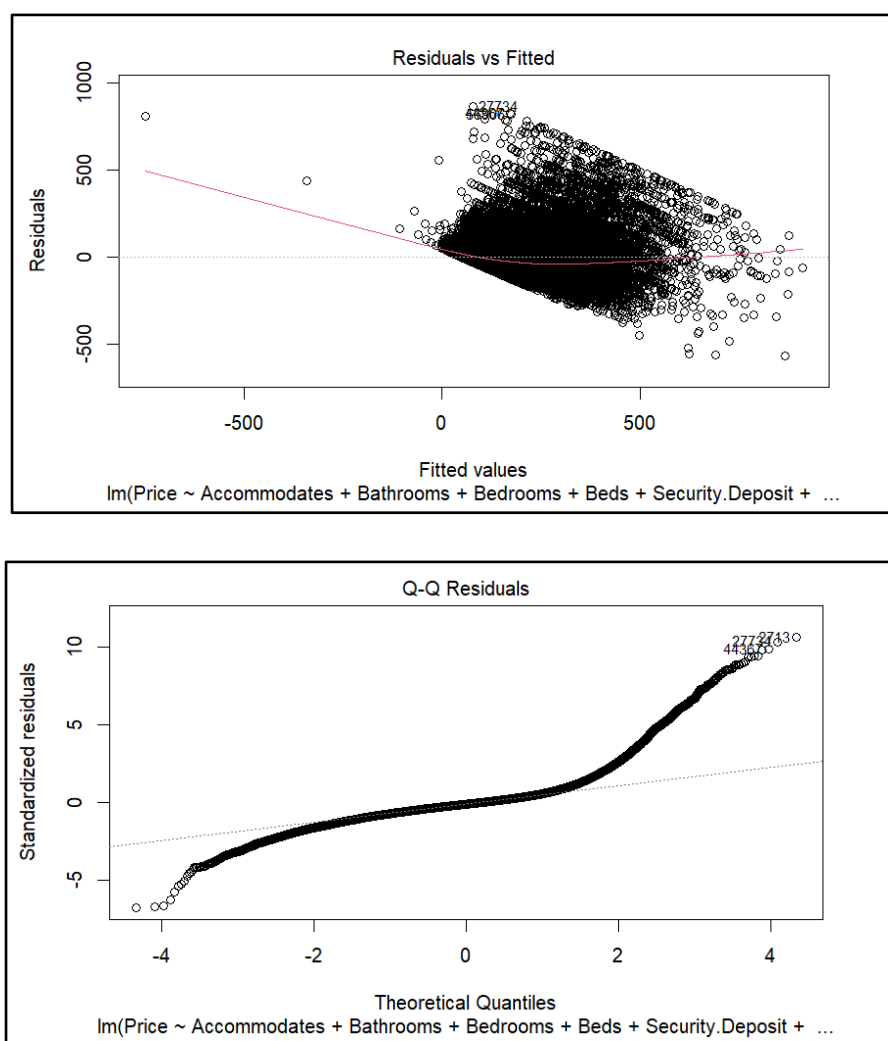 Residuals vs Fitted
1000
500
0
-500
Residuals
27734
-500 0 500
Fitted values
lm(Price ~ Accommodates + Bathrooms + Bedrooms + Beds + Security.Deposit + ...
Q-Q Residuals
10
5
0
-5
Standardized residuals
2713
27734
44367
-4 -2 0 2 4
Theoretical Quantiles
lm(Price ~ Accommodates + Bathrooms + Bedrooms + Beds + Security.Deposit + ...